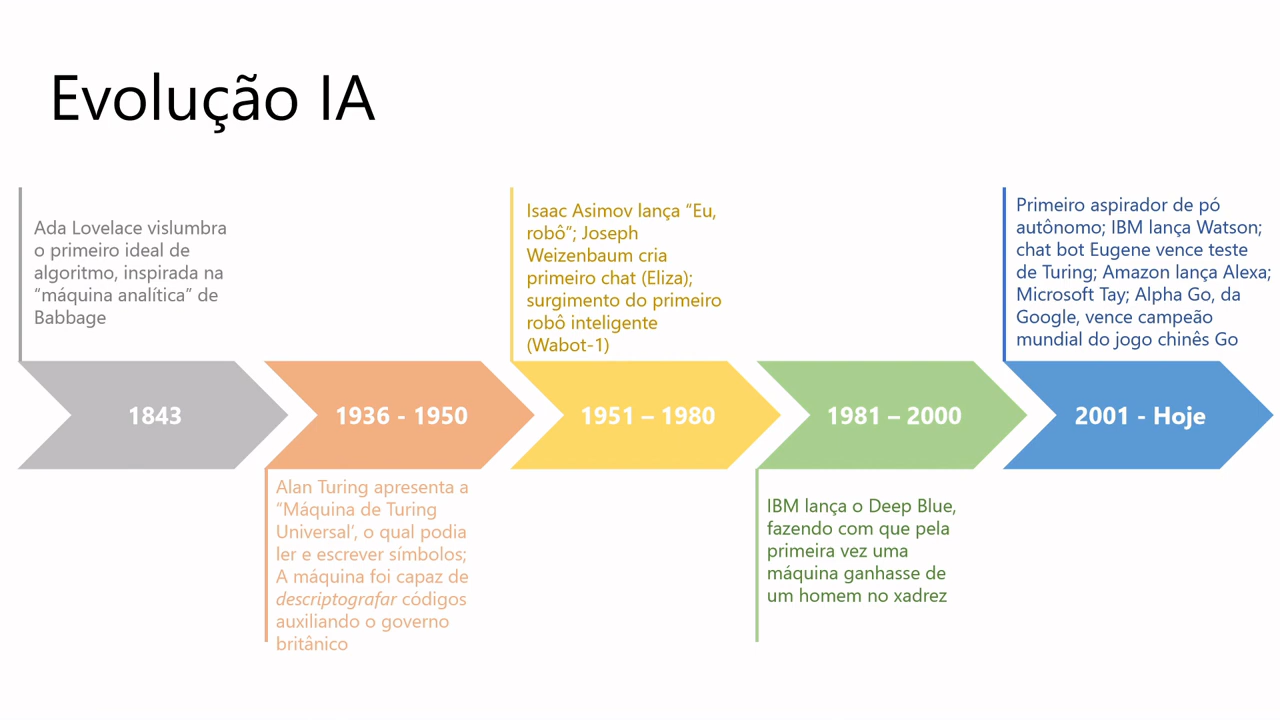 Evolução IA
Ada Lovelace vislumbra
o primeiro ideal de
algoritmo, inspirada na
“máquina analítica” de
Babbage
1843
Alan Turing apresenta a
“Máquina de Turing
Universal’, o qual podia
ler e escrever símbolos;
A máquina foi capaz de
descriptografar códigos
auxiliando o governo
britânico
1936 - 1950
Isaac Asimov lança “Eu,
robô”; Joseph
Weizenbaum cria
primeiro chat (Eliza);
surgimento do primeiro
robô inteligente
(Wabot-1)
1951 – 1980
IBM lança o Deep Blue,
fazendo com que pela
primeira vez uma
máquina ganhasse de
um homem no xadrez
1981 – 2000
Primeiro aspirador de pó
autônomo; IBM lança Watson;
chat bot Eugene vence teste
de Turing; Amazon lança Alexa;
Microsoft Tay; Alpha Go, da
Google, vence campeão
mundial do jogo chinês Go
2001 - Hoje